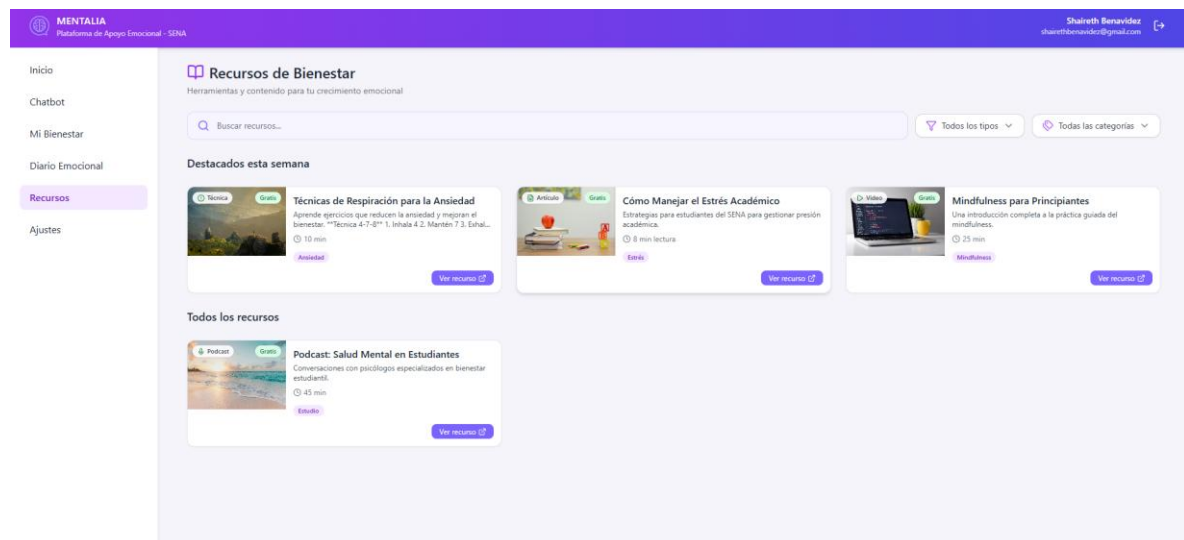 MENTALIA
Plataforma de Apoyo Emocional - SENA
Shaireth Benavidez
shairethbenavidez@gmail.com
Inicio
Chatbot
Mi Bienestar
Diario Emocional
Recursos
Ajustes
Recursos de Bienestar
Herramientas y contenido para tu crecimiento emocional
Buscar recursos...
Todos los tipos
Todas las categorías
Destacados esta semana
Técnica
Gratis
Técnicas de Respiración para la Ansiedad
Aprende ejercicios que reducen la ansiedad y mejoran el
bienestar. **Técnica 4-7-8** 1. Inhala 4 2. Mantén 7 3. Exhal...
10 min
Ansiedad
Ver recurso
Artículo
Gratis
Cómo Manejar el Estrés Académico
Estrategias para estudiantes del SENA para gestionar presión
académica.
8 min lectura
Estrés
Ver recurso
Video
Gratis
Mindfulness para Principiantes
Una introducción completa a la práctica guiada del
mindfulness.
25 min
Mindfulness
Ver recurso
Todos los recursos
Podcast
Gratis
Podcast: Salud Mental en Estudiantes
Conversaciones con psicólogos especializados en bienestar
estudiantil.
45 min
Estudio
Ver recurso